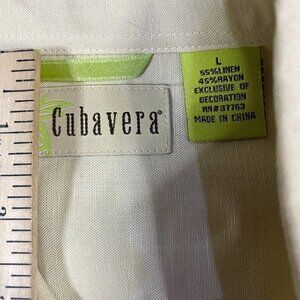 Cubavera®
L
55%LINEN
45%RAYON
EXCLUSIVE OF
DECORATION
RN#37763
MADE IN CHINA